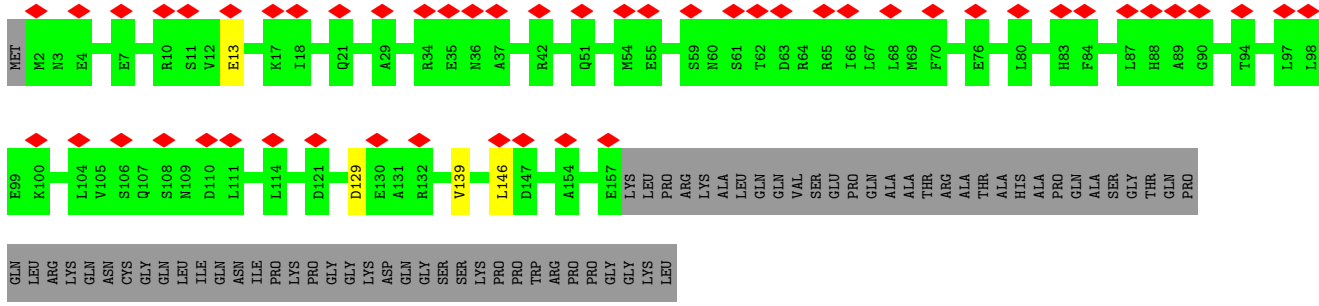 MET M2 N3 E4 E7 R10 S11 V12 E13 K17 I18 Q21 A29 R34 E35 N36 A37 R42 Q51 M54 E55 S59 N60 S61 T62 D63 R64 R65 I66 L67 L68 M69 F70 E76 L80 H83 F84 L87 H88 A89 G90 T94 L97 L98
E99 K100 L104 V105 S106 Q107 S108 N109 D110 L111 L114 D121 D129 E130 A131 R132 V139 L146 D147 A154 E157 LYS LEU PRO ARG LYS ALA LEU GLN GLN VAL SER GLU PRO GLN ALA ALA THR ARG ALA THR ALA HIS ALA PRO GLN ALA SER GLY THR GLN PRO
GLN LEU ARG LYS GLN ASN CYS GLY GLN LEU ILE GLN ASN ILE PRO LYS PRO GLY GLY LYS ASP GLN GLY SER SER LYS PRO PRO TRP ARG PRO PRO GLY GLY LYS LEU